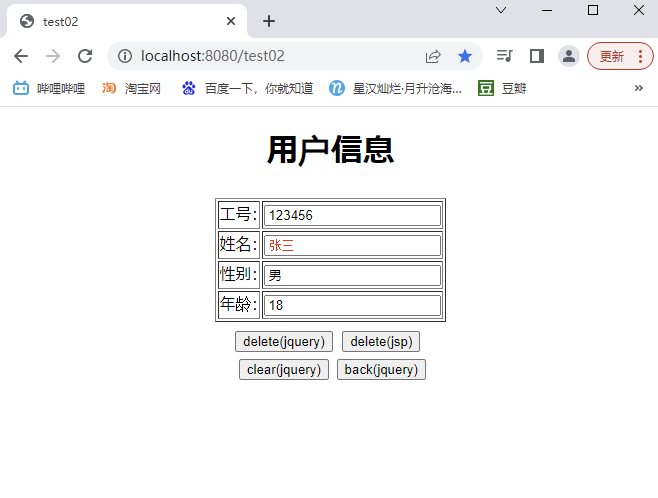 test02
localhost:8080/test02
更新
哔哩哔哩 淘宝网 百度一下，你就知道 星汉灿烂·月升沧海... 豆瓣
用户信息
工号: 123456
姓名: 张三
性别: 男
年龄: 18
delete(jquery) delete(jsp)
clear(jquery) back(jquery)